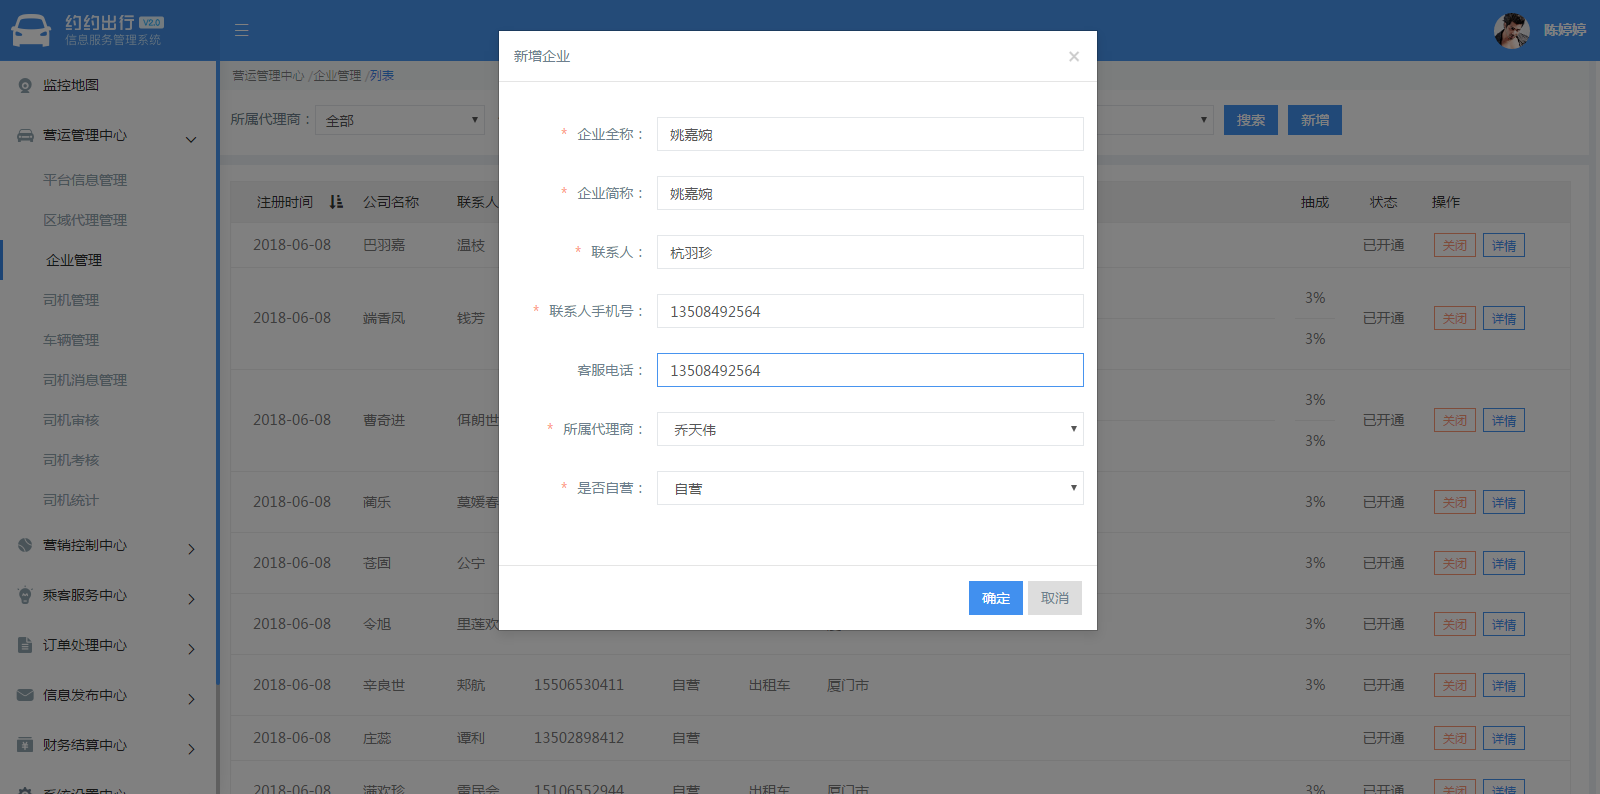 约约出行 V2.0
信息服务管理系统
陈婷婷
监控地图
营运管理中心
平台信息管理
区域代理管理
企业管理
司机管理
车辆管理
司机消息管理
司机审核
司机考核
司机统计
营销控制中心
乘客服务中心
订单处理中心
信息发布中心
财务结算中心
系统设置中心
营运管理中心 /企业管理 /列表
所属代理商： 全部 搜索 新增
注册时间 公司名称 联系人 抽成 状态 操作
2018-06-08 巴羽嘉 温枝 已开通 关闭 详情
3%
2018-06-08 端香凤 钱芳 已开通 关闭 详情
3%
3%
2018-06-08 曹奇进 佴朗世 已开通 关闭 详情
3%
2018-06-08 蔺乐 莫媛春 3% 已开通 关闭 详情
2018-06-08 苍固 公宁 3% 已开通 关闭 详情
2018-06-08 令旭 里莲欢 3% 已开通 关闭 详情
2018-06-08 辛良世 郏航 15506530411 自营 出租车 厦门市 3% 已开通 关闭 详情
2018-06-08 庄蕊 谭利 13502898412 自营 已开通 关闭 详情
2018-06-08 满欢珍 雷民会 15106552944 自营 出租车 厦门市 3% 已开通 关闭 详情
新增企业 ×
* 企业全称： 姚嘉婉
* 企业简称： 姚嘉婉
* 联系人： 杭羽珍
* 联系人手机号： 13508492564
客服电话： 13508492564
* 所属代理商： 乔天伟
* 是否自营： 自营
确定 取消